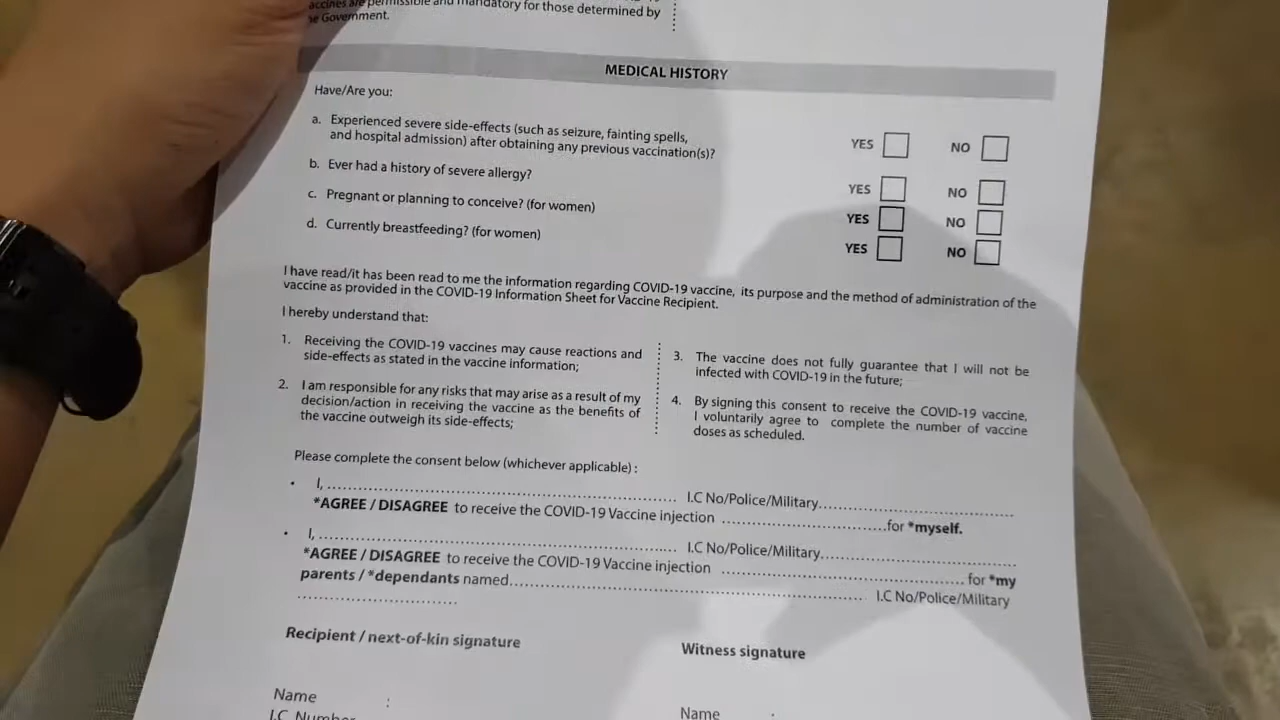 accines are permissible and mandatory for those determined by
he Government.
MEDICAL HISTORY
Have/Are you:
a. Experienced severe side-effects (such as seizure, fainting spells,
and hospital admission) after obtaining any previous vaccination(s)?
YES NO
b. Ever had a history of severe allergy?
YES NO
c. Pregnant or planning to conceive? (for women)
YES NO
d. Currently breastfeeding? (for women)
YES NO
I have read/it has been read to me the information regarding COVID-19 vaccine, its purpose and the method of administration of the
vaccine as provided in the COVID-19 Information Sheet for Vaccine Recipient.
I hereby understand that:
1. Receiving the COVID-19 vaccines may cause reactions and
side-effects as stated in the vaccine information;
2. I am responsible for any risks that may arise as a result of my
decision/action in receiving the vaccine as the benefits of
the vaccine outweigh its side-effects;
3. The vaccine does not fully guarantee that I will not be
infected with COVID-19 in the future;
4. By signing this consent to receive the COVID-19 vaccine,
I voluntarily agree to complete the number of vaccine
doses as scheduled.
Please complete the consent below (whichever applicable) :
• I, ................................................ I.C No/Police/Military......................................
*AGREE / DISAGREE to receive the COVID-19 Vaccine injection ................................for *myself.
• I, ................................................ I.C No/Police/Military......................................
*AGREE / DISAGREE to receive the COVID-19 Vaccine injection ................................................ for *my
parents / *dependants named................................................................ I.C No/Police/Military
................................
Recipient / next-of-kin signature
Witness signature
Name :
I.C. Number
Name :